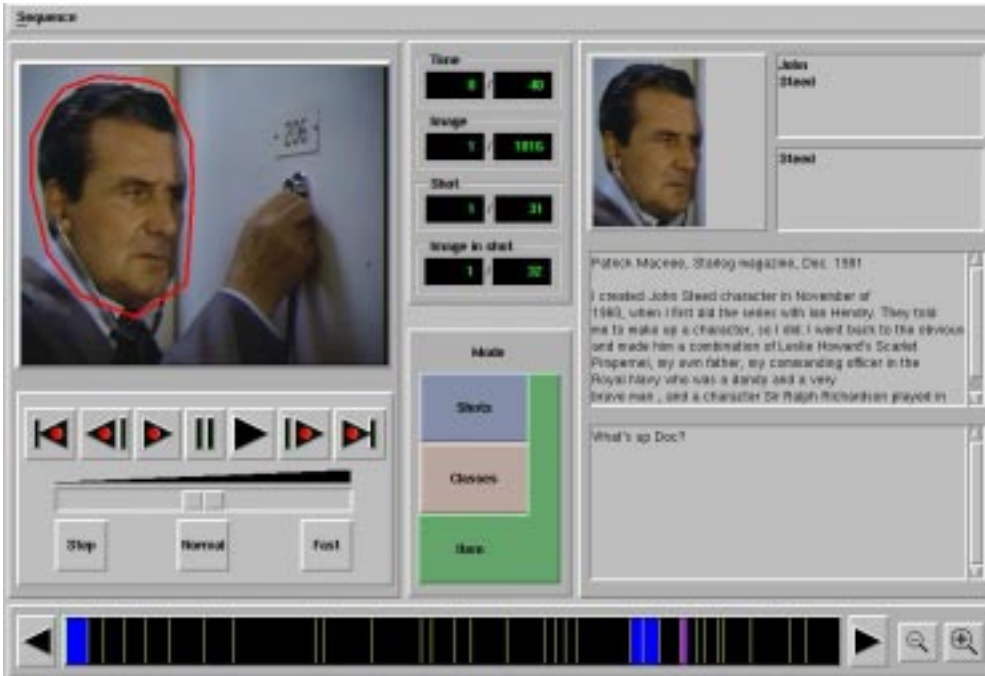 Sequence
206
Time
0 / 40
Image
1 / 1016
Shot
1 / 31
Image in shot
1 / 32
Mode
Shots
Classes
Item
Step
Normal
Fast
John
Steed
Steed
Patrick Macnee, Starlog magazine, Dec. 1981
I created John Steed character in November of
1960, when I first did the series with Ian Hendry. They told
me to make up a character, so I did. I went back to the obvious
and made him a combination of Leslie Howard's Scarlet
Pimpernel, my own father, my commanding officer in the
Royal Navy who was a dandy and a very
brave man , and a character Sir Ralph Richardson played in
What's up Doc?